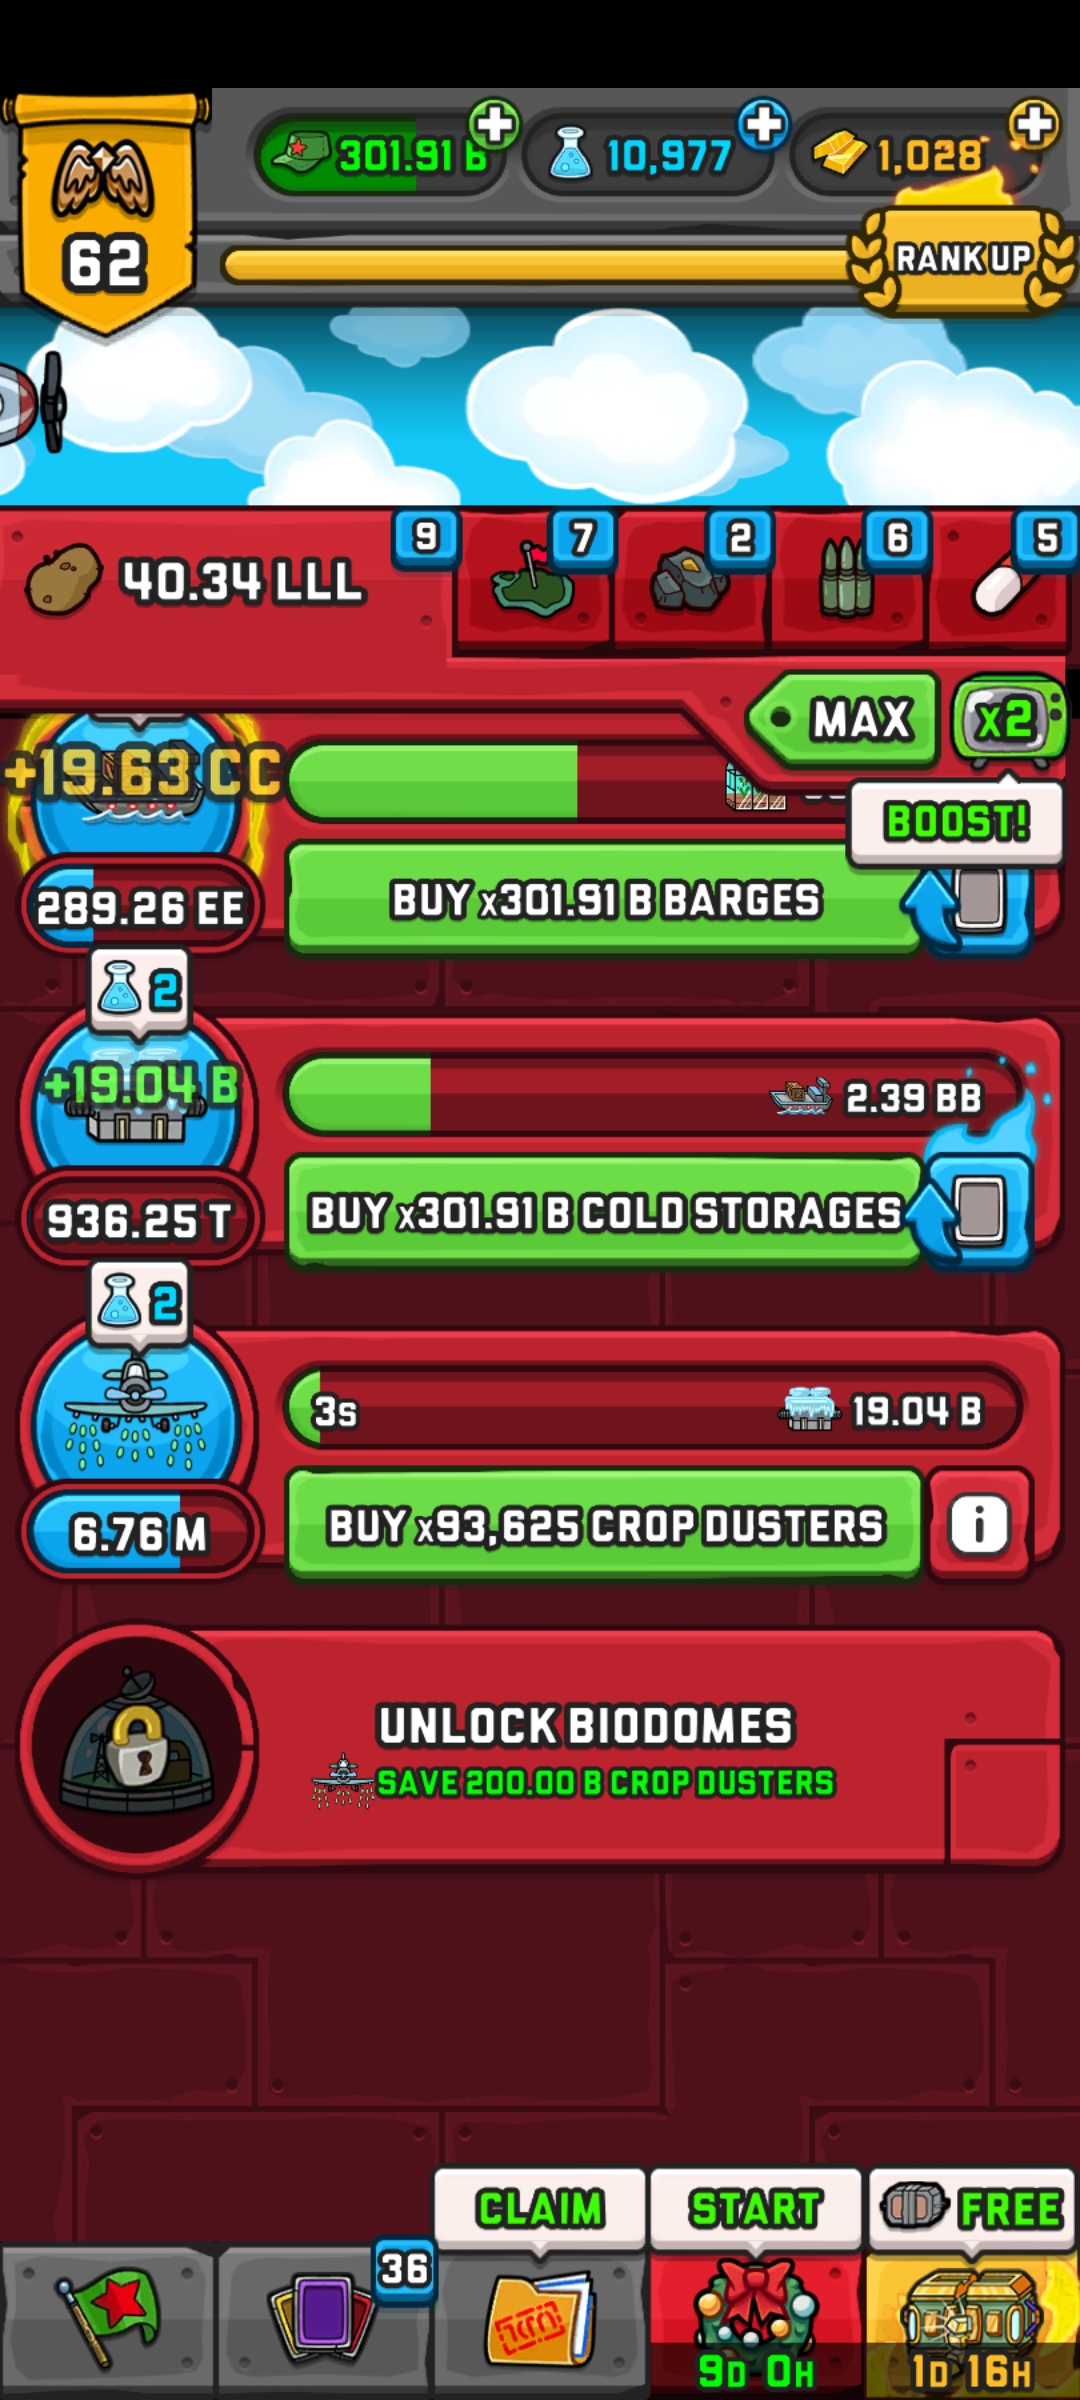 62
301.91 B
10,977
1,028
RANK UP
40.34 LLL
9
7
2
6
5
MAX
x2
BOOST!
+19.63 CC
289.26 EE
BUY x301.91 B BARGES
2
+19.04 B
2.39 BB
936.25 T
BUY x301.91 B COLD STORAGES
2
3s
19.04 B
6.76 M
BUY x93,625 CROP DUSTERS
i
UNLOCK BIODOMES
SAVE 200.00 B CROP DUSTERS
CLAIM
START
FREE
36
9D 0H
1D 16H